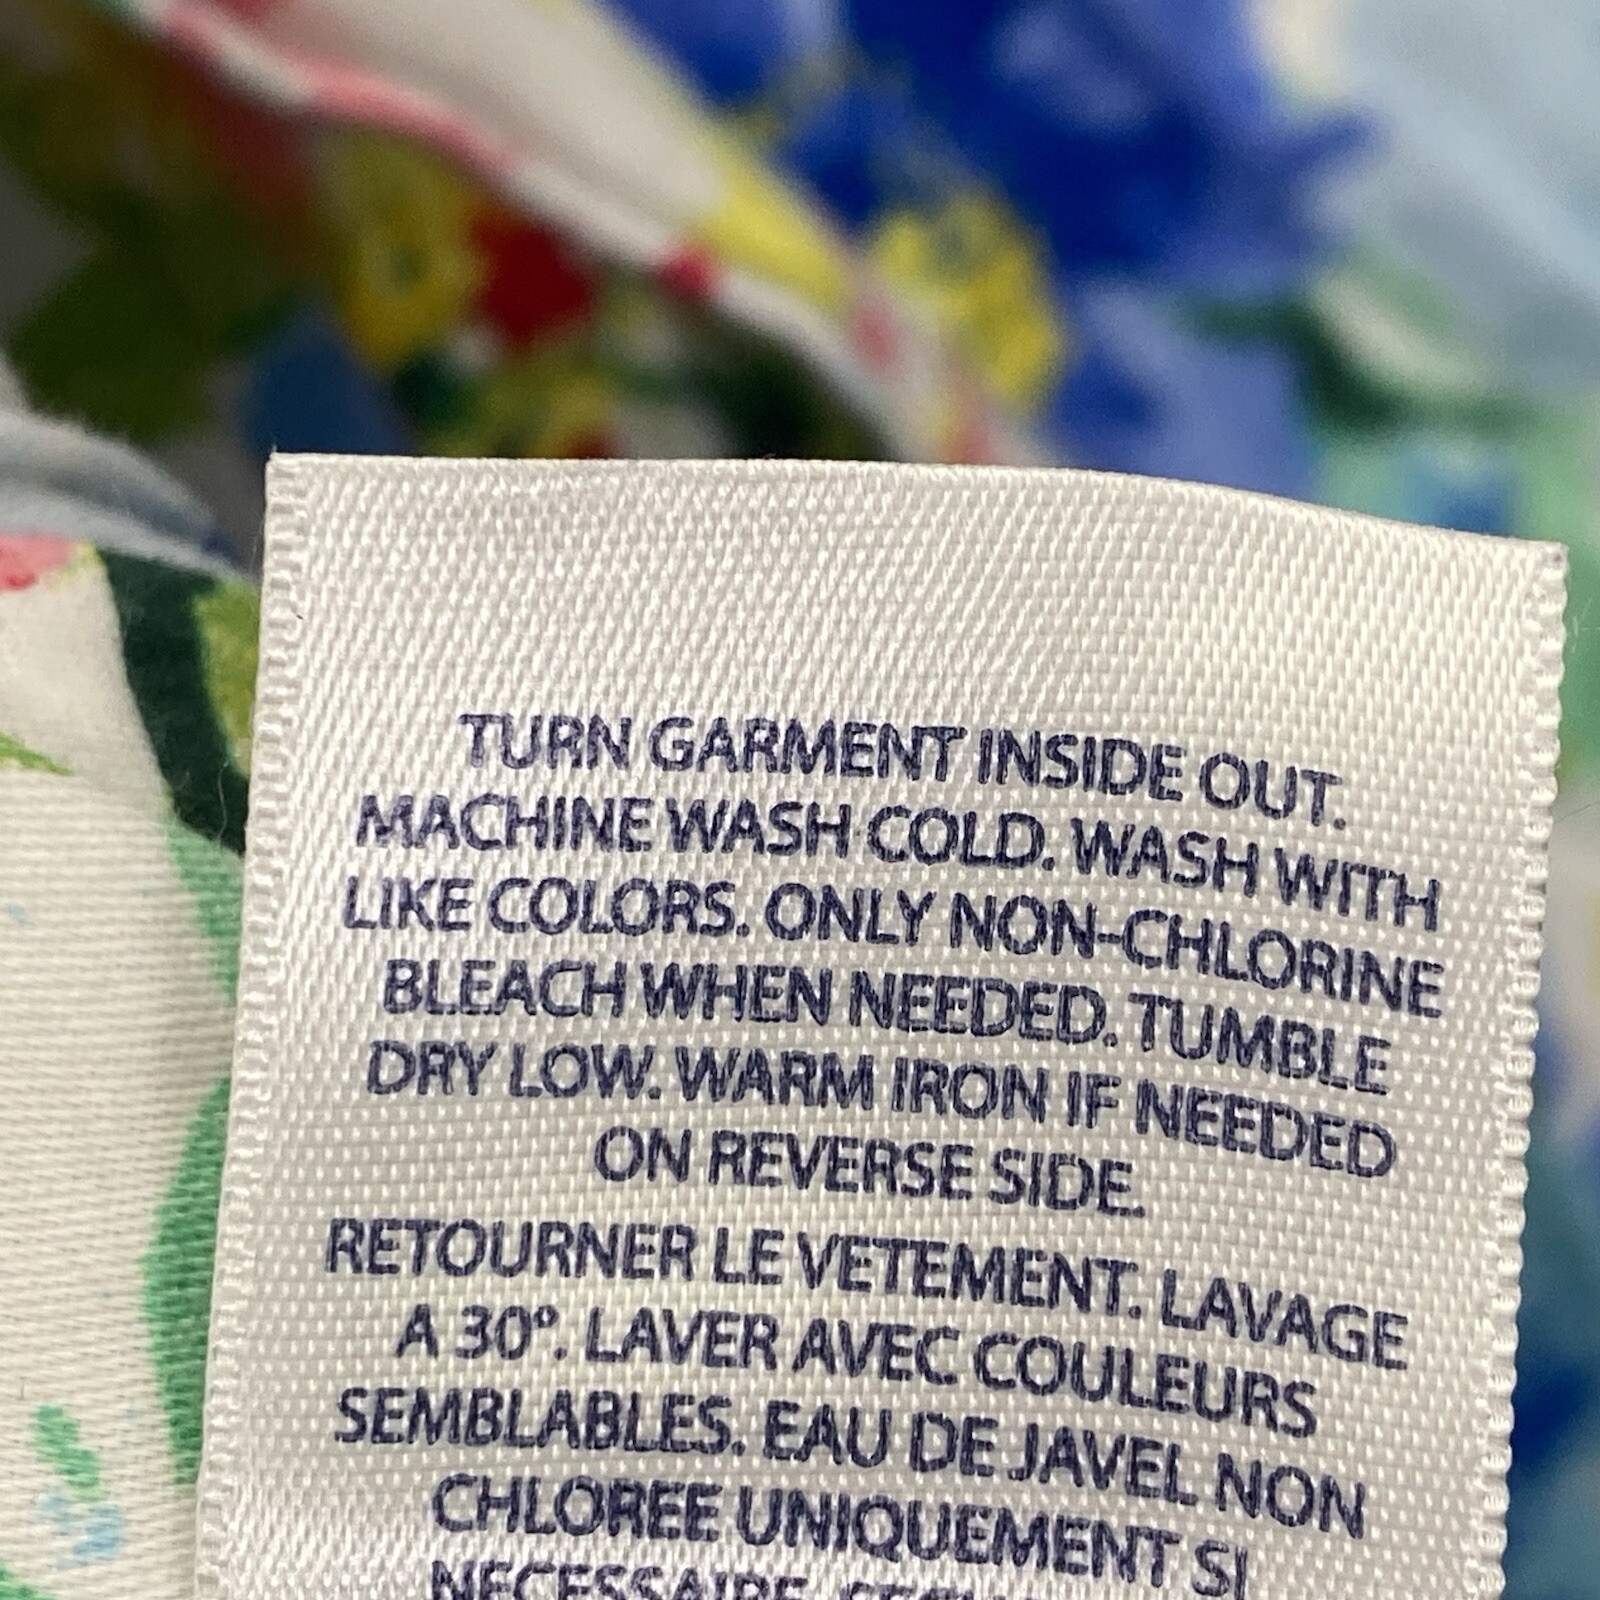 TURN GARMENT INSIDE OUT.
MACHINE WASH COLD. WASH WITH
LIKE COLORS. ONLY NON-CHLORINE
BLEACH WHEN NEEDED. TUMBLE
DRY LOW. WARM IRON IF NEEDED
ON REVERSE SIDE.
RETOURNER LE VETEMENT. LAVAGE
A 30°. LAVER AVEC COULEURS
SEMBLABLES. EAU DE JAVEL NON
CHLOREE UNIQUEMENT SI
NECESSAIRE.